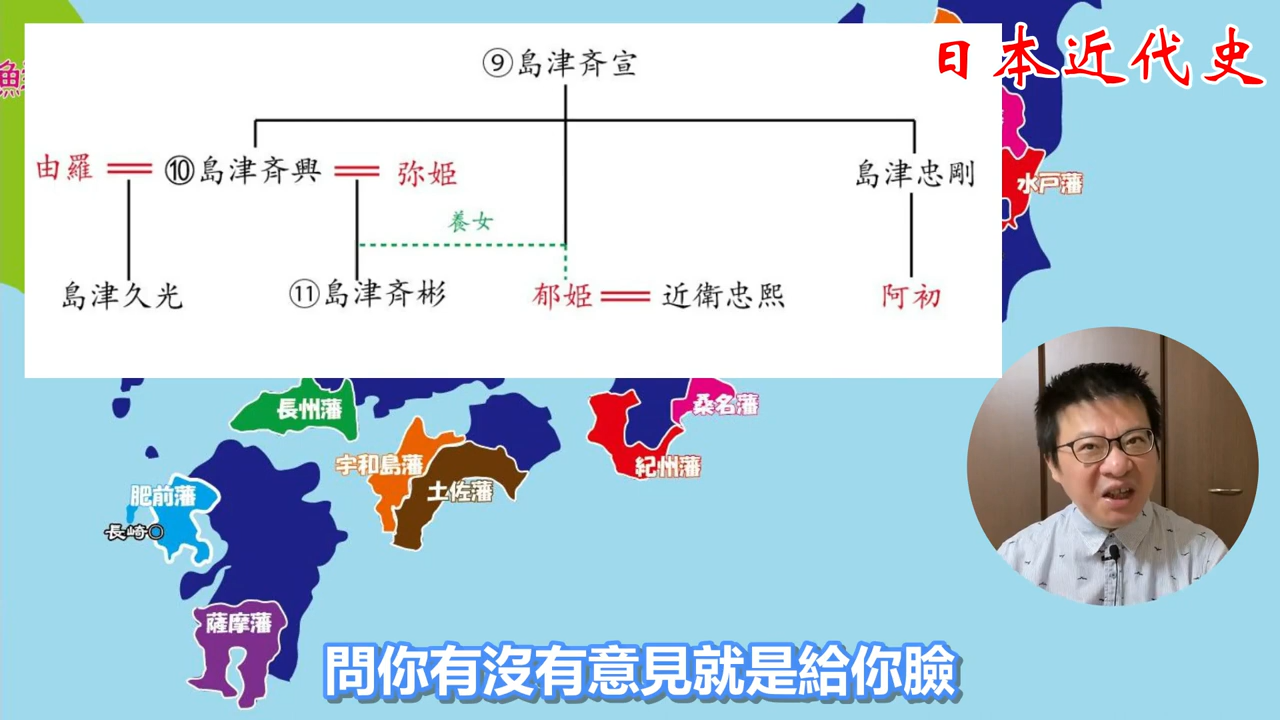 日本近代史
⑨島津斉宣
由羅
⑩島津斉興
弥姫
島津忠剛
養女
島津久光
⑪島津斉彬
郁姫
近衛忠熙
阿初
水戸藩
長州藩
桑名藩
宇和島藩
紀州藩
土佐藩
肥前藩
長崎◎
薩摩藩
問你有沒有意見就是給你臉